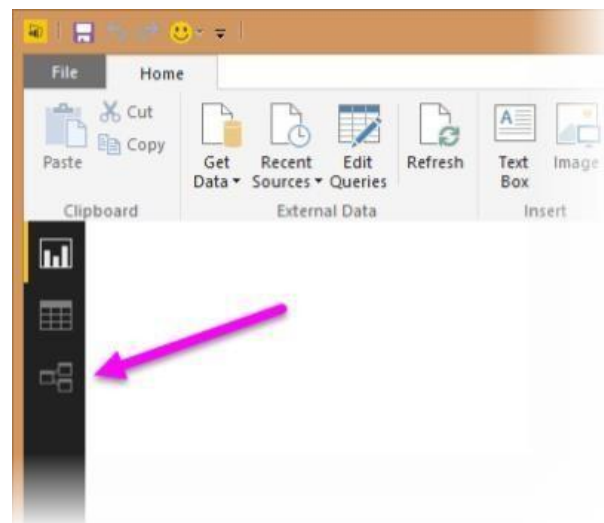 File Home
Cut
Copy
Paste
Get Data
Recent Sources
Edit Queries
Refresh
Text Box
Image
Clipboard External Data Insert